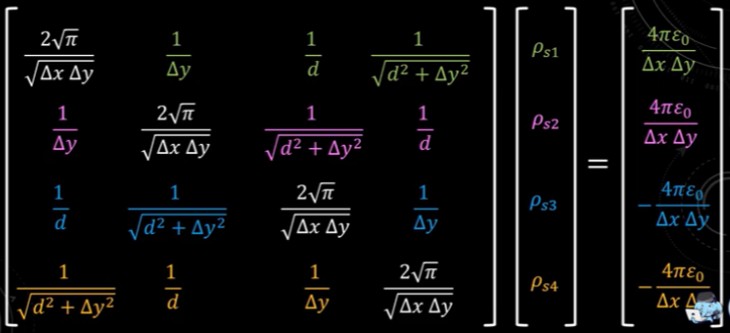 2√π/√(Δx Δy) 1/Δy 1/d 1/√(d² + Δy²) ρs1 4πε₀/(Δx Δy)
1/Δy 2√π/√(Δx Δy) 1/√(d² + Δy²) 1/d ρs2 = 4πε₀/(Δx Δy)
1/d 1/√(d² + Δy²) 2√π/√(Δx Δy) 1/Δy ρs3 −4πε₀/(Δx Δy)
1/√(d² + Δy²) 1/d 1/Δy 2√π/√(Δx Δy) ρs4 −4πε₀/(Δx Δ